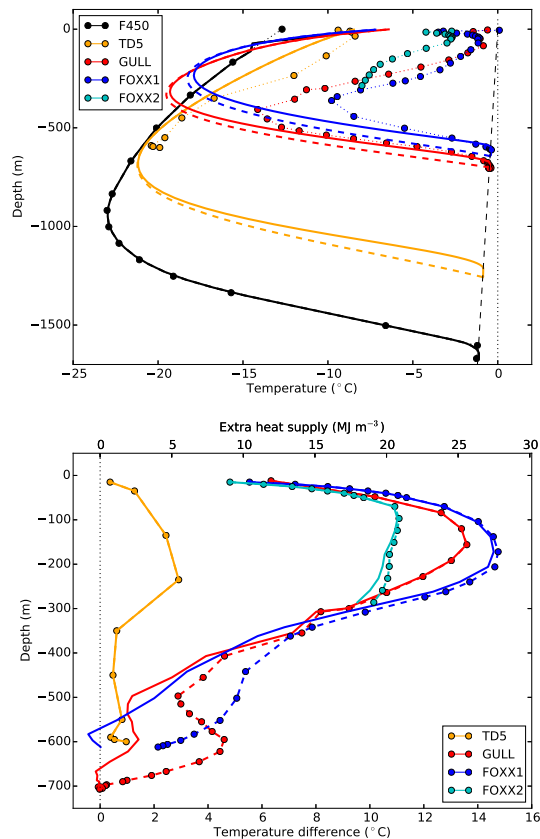 F450
TD5
GULL
FOXX1
FOXX2
0
−500
−1000
−1500
Depth (m)
−25 −20 −15 −10 −5 0
Temperature (°C)
Extra heat supply (MJ m⁻³)
0 5 10 15 20 25 30
0
−100
−200
−300
−400
−500
−600
−700
Depth (m)
TD5
GULL
FOXX1
FOXX2
0 2 4 6 8 10 12 14 16
Temperature difference (°C)